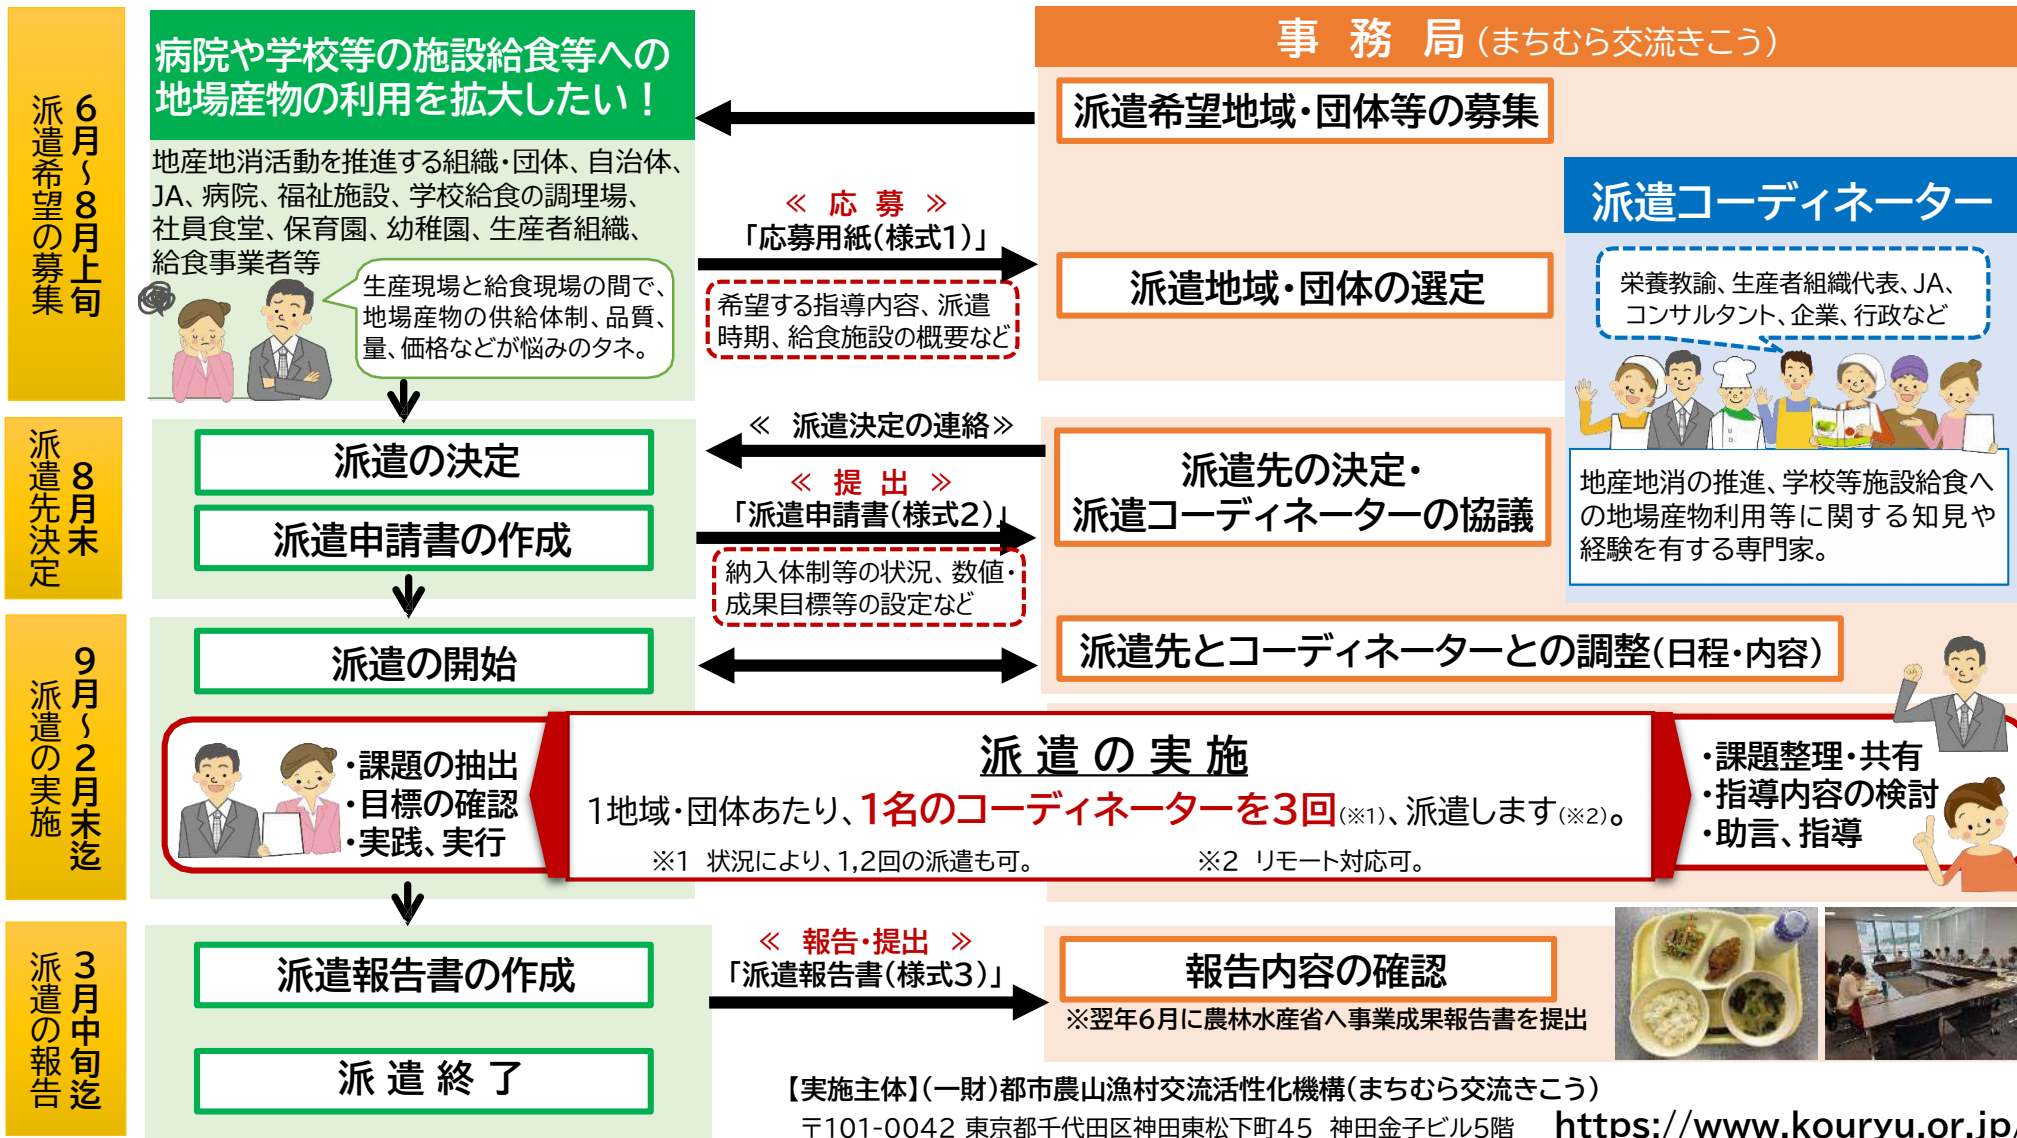 6月～8月上旬
派遣希望の募集
病院や学校等の施設給食等への
地場産物の利用を拡大したい！
地産地消活動を推進する組織・団体、自治体、
JA、病院、福祉施設、学校給食の調理場、
社員食堂、保育園、幼稚園、生産者組織、
給食事業者等
生産現場と給食現場の間で、
地場産物の供給体制、品質、
量、価格などが悩みのタネ。
≪ 応 募 ≫
「応募用紙(様式1)」
希望する指導内容、派遣
時期、給食施設の概要など
事 務 局 (まちむら交流きこう)
派遣希望地域・団体等の募集
派遣地域・団体の選定
派遣コーディネーター
栄養教諭、生産者組織代表、JA、
コンサルタント、企業、行政など
地産地消の推進、学校等施設給食へ
の地場産物利用等に関する知見や
経験を有する専門家。
8月末
派遣先決定
派遣の決定
派遣申請書の作成
≪ 派遣決定の連絡≫
≪ 提 出 ≫
「派遣申請書(様式2)」
納入体制等の状況、数値・
成果目標等の設定など
派遣先の決定・
派遣コーディネーターの協議
9月～2月末迄
派遣の実施
派遣の開始
派遣先とコーディネーターとの調整(日程・内容)
・課題の抽出
・目標の確認
・実践、実行
派 遣 の 実 施
1地域・団体あたり、1名のコーディネーターを3回(※1)、派遣します(※2)。
※1 状況により、1,2回の派遣も可。 ※2 リモート対応可。
・課題整理・共有
・指導内容の検討
・助言、指導
3月中旬迄
派遣の報告
派遣報告書の作成
派 遣 終 了
≪ 報告・提出 ≫
「派遣報告書(様式3)」
報告内容の確認
※翌年6月に農林水産省へ事業成果報告書を提出
【実施主体】(一財)都市農山漁村交流活性化機構(まちむら交流きこう)
〒101-0042 東京都千代田区神田東松下町45 神田金子ビル5階 https://www.kouryu.or.jp/